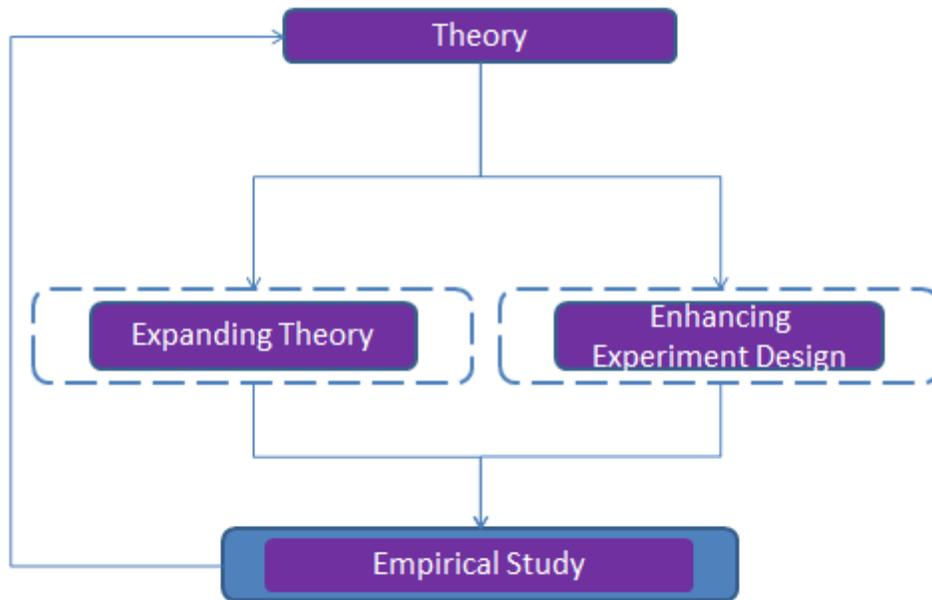 Theory
Expanding Theory
Enhancing
Experiment Design
Empirical Study